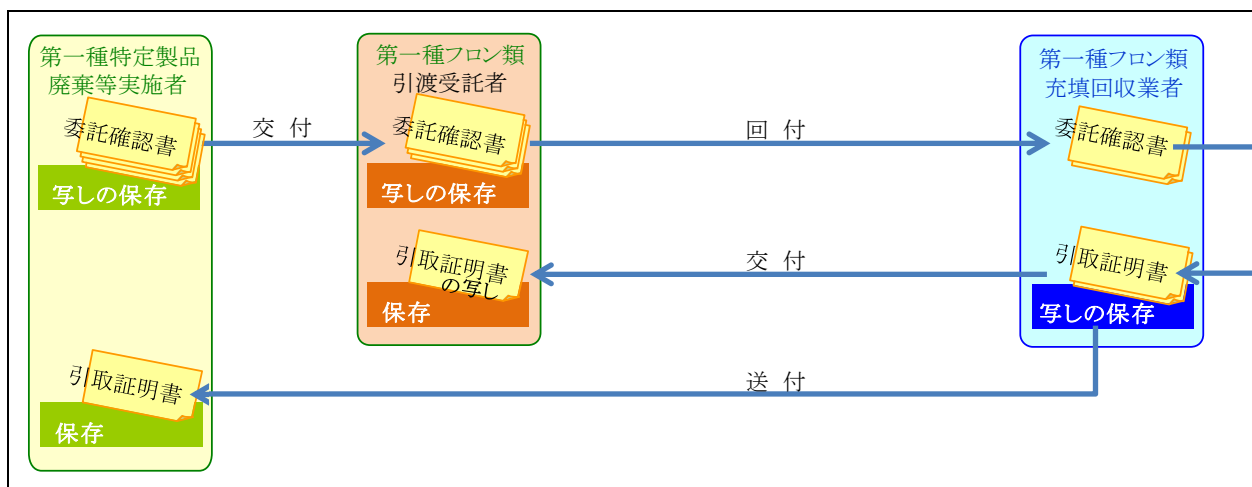 第一種特定製品
廃棄等実施者
委託確認書
写しの保存
交 付
第一種フロン類
引渡受託者
委託確認書
写しの保存
回 付
第一種フロン類
充填回収業者
委託確認書
引取証明書
の写し
保存
交 付
引取証明書
写しの保存
引取証明書
保存
送 付